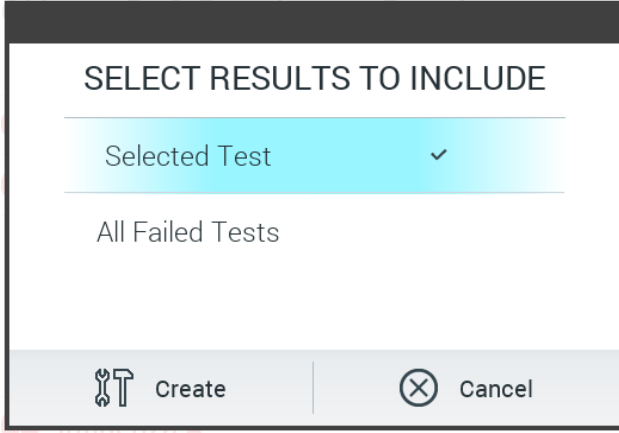 SELECT RESULTS TO INCLUDE
Selected Test
All Failed Tests
Create
Cancel